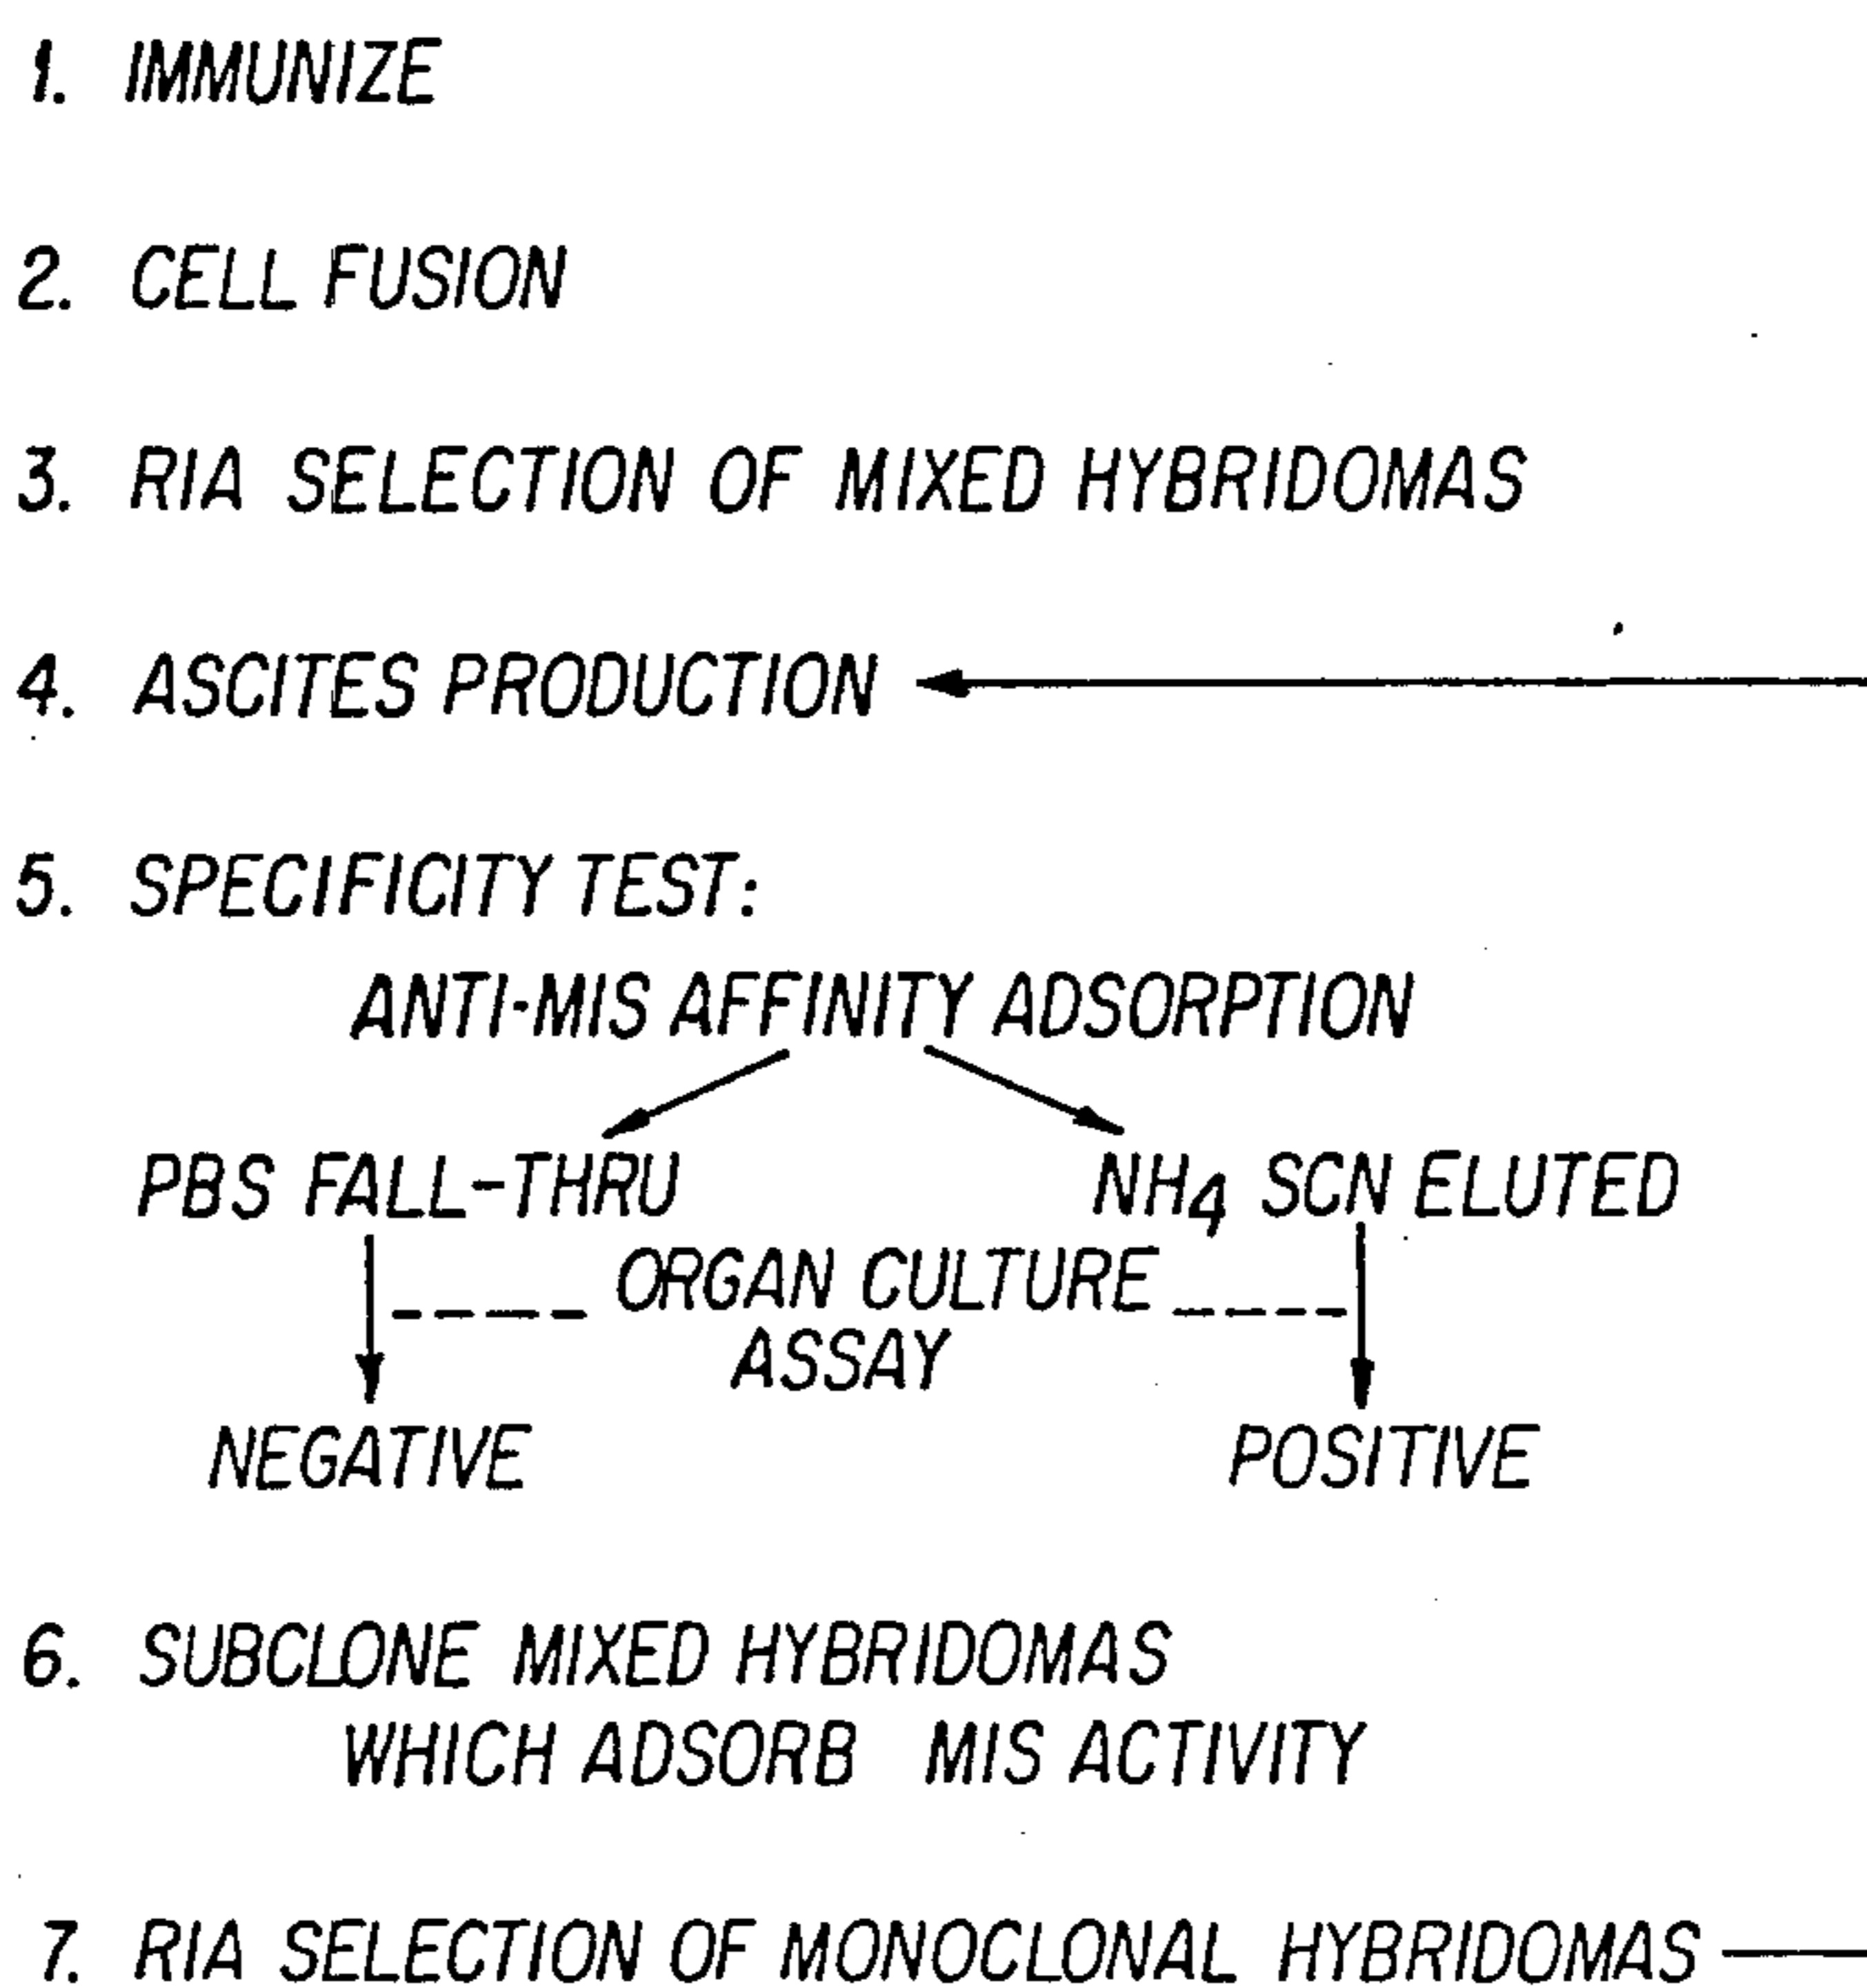 1. IMMUNIZE
2. CELL FUSION
3. RIA SELECTION OF MIXED HYBRIDOMAS
4. ASCITES PRODUCTION
5. SPECIFICITY TEST:
ANTI-MIS AFFINITY ADSORPTION
PBS FALL-THRU
NH4 SCN ELUTED
ORGAN CULTURE
ASSAY
NEGATIVE
POSITIVE
6. SUBCLONE MIXED HYBRIDOMAS
WHICH ADSORB MIS ACTIVITY
7. RIA SELECTION OF MONOCLONAL HYBRIDOMAS